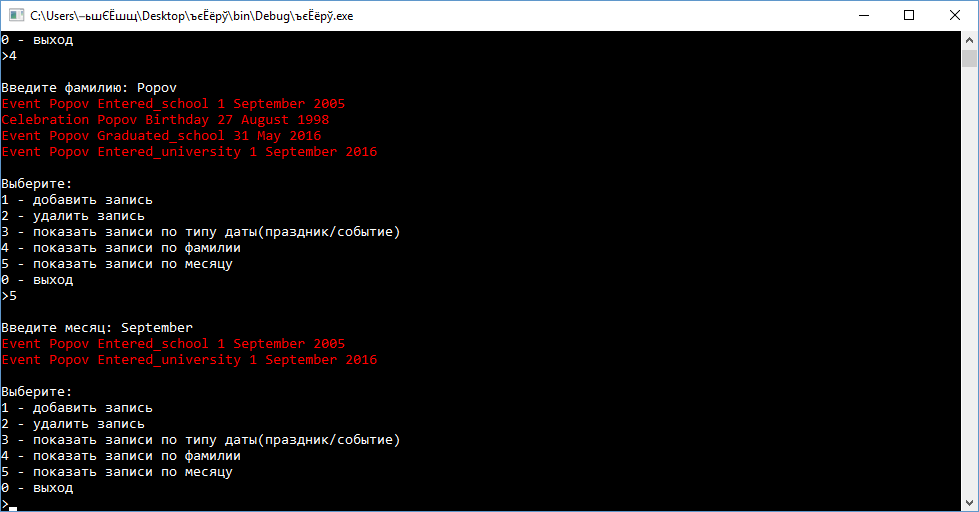 C:\Users\–ьшЄЁшщ\Desktop\ъєЁёрў\bin\Debug\ъєЁёрў.exe
0 - выход
>4
Введите фамилию: Popov
Event Popov Entered_school 1 September 2005
Celebration Popov Birthday 27 August 1998
Event Popov Graduated_school 31 May 2016
Event Popov Entered_university 1 September 2016
Выберите:
1 - добавить запись
2 - удалить запись
3 - показать записи по типу даты(праздник/событие)
4 - показать записи по фамилии
5 - показать записи по месяцу
0 - выход
>5
Введите месяц: September
Event Popov Entered_school 1 September 2005
Event Popov Entered_university 1 September 2016
Выберите:
1 - добавить запись
2 - удалить запись
3 - показать записи по типу даты(праздник/событие)
4 - показать записи по фамилии
5 - показать записи по месяцу
0 - выход
>